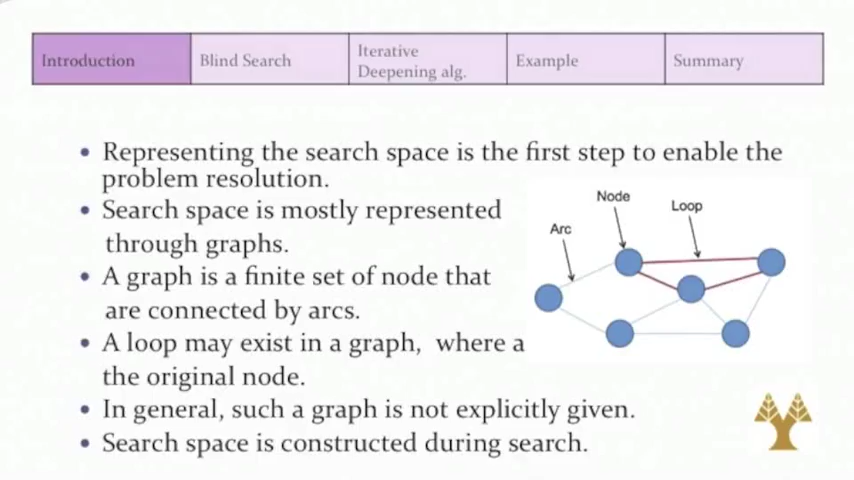 Introduction
Blind Search
Iterative
Deepening alg.
Example
Summary
• Representing the search space is the first step to enable the
problem resolution.
• Search space is mostly represented
through graphs.
• A graph is a finite set of node that
are connected by arcs.
• A loop may exist in a graph, where a
the original node.
• In general, such a graph is not explicitly given.
• Search space is constructed during search.
Node
Loop
Arc